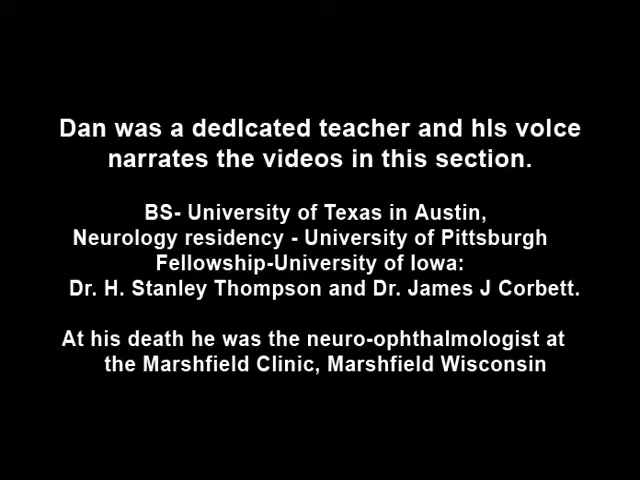 Dan was a dedicated teacher and his voice
narrates the videos in this section.
BS- University of Texas in Austin,
Neurology residency - University of Pittsburgh
Fellowship-University of Iowa:
Dr. H. Stanley Thompson and Dr. James J Corbett.
At his death he was the neuro-ophthalmologist at
the Marshfield Clinic, Marshfield Wisconsin